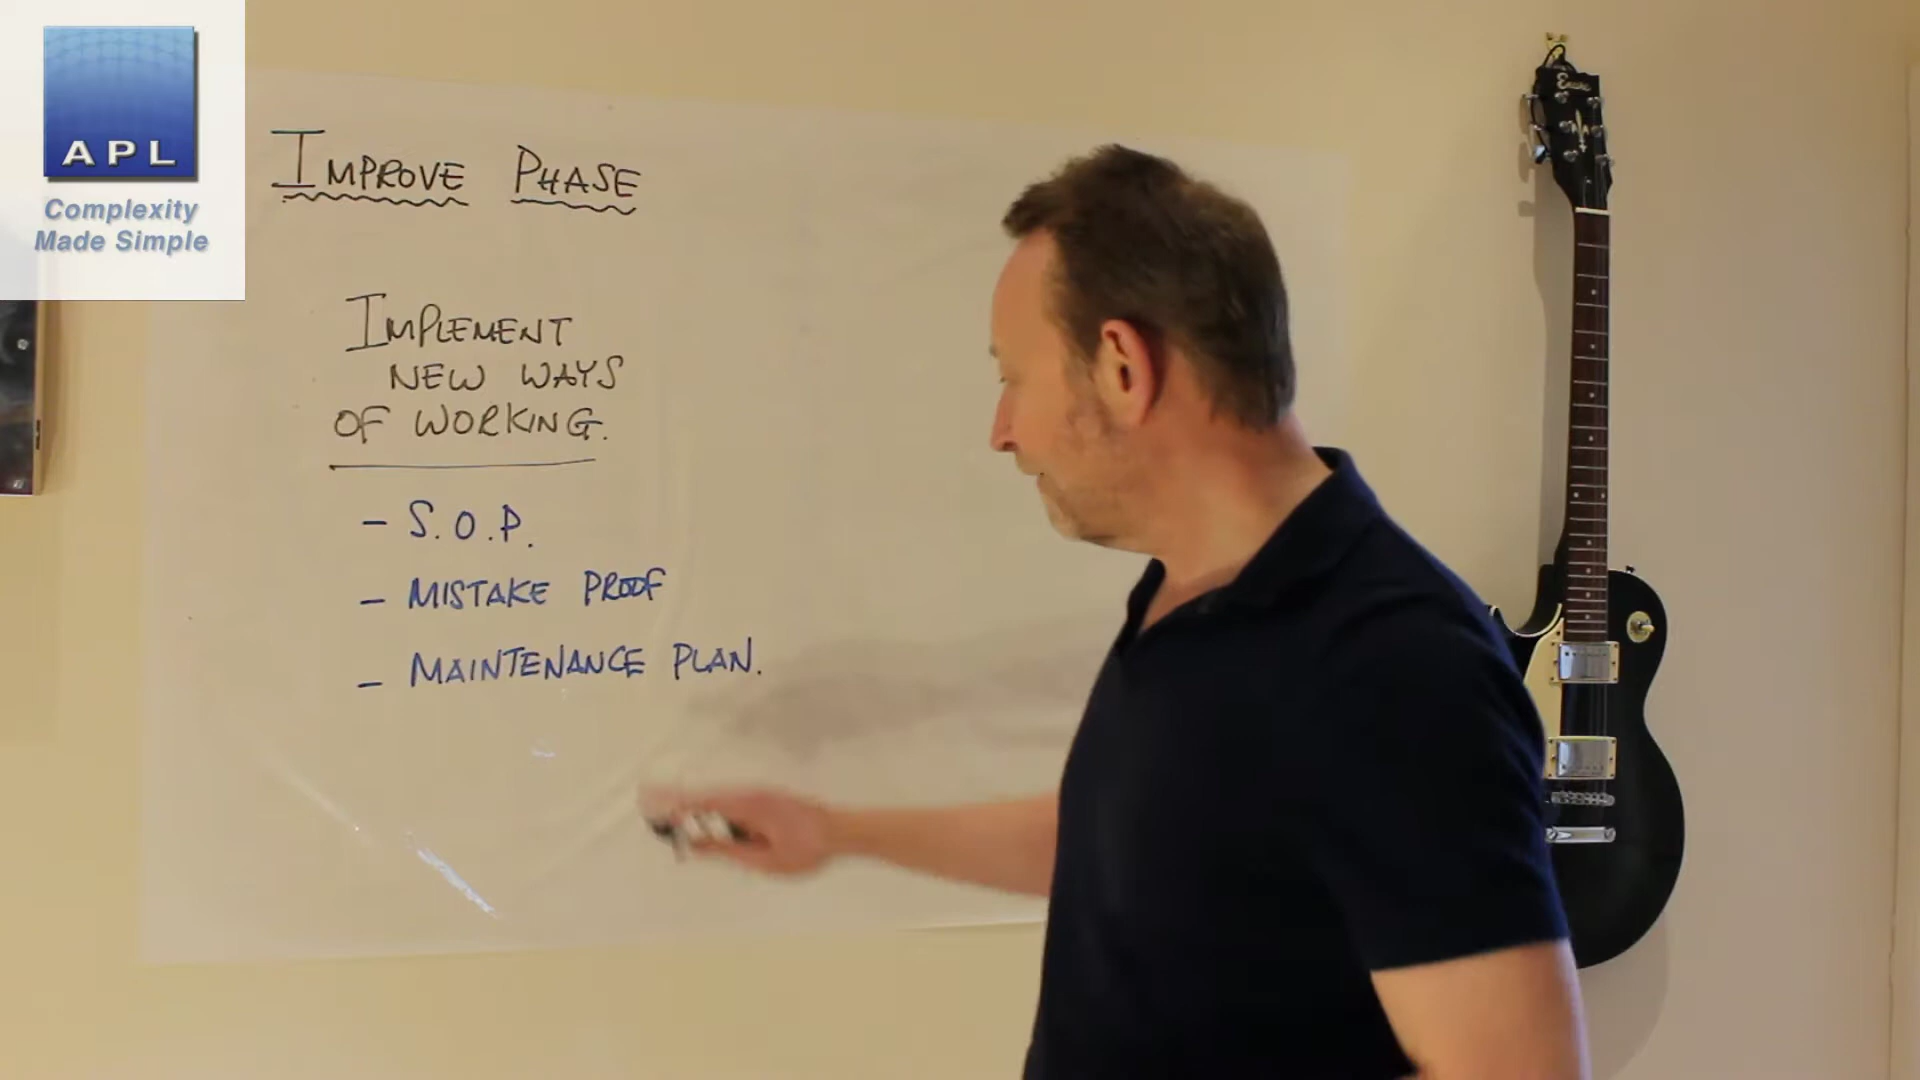 APL
Complexity
Made Simple
IMPROVE PHASE
IMPLEMENT
NEW WAYS
OF WORKING.
- S.O.P.
- MISTAKE PROOF
- MAINTENANCE PLAN.